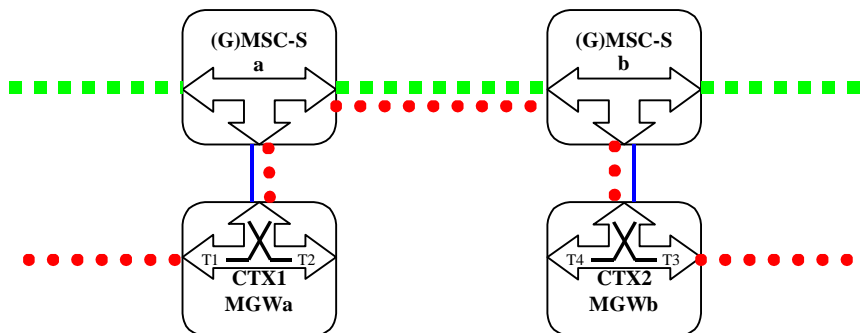 (G)MSC-S
a
(G)MSC-S
b
T1 T2
CTX1
MGWa
T4 T3
CTX2
MGWb